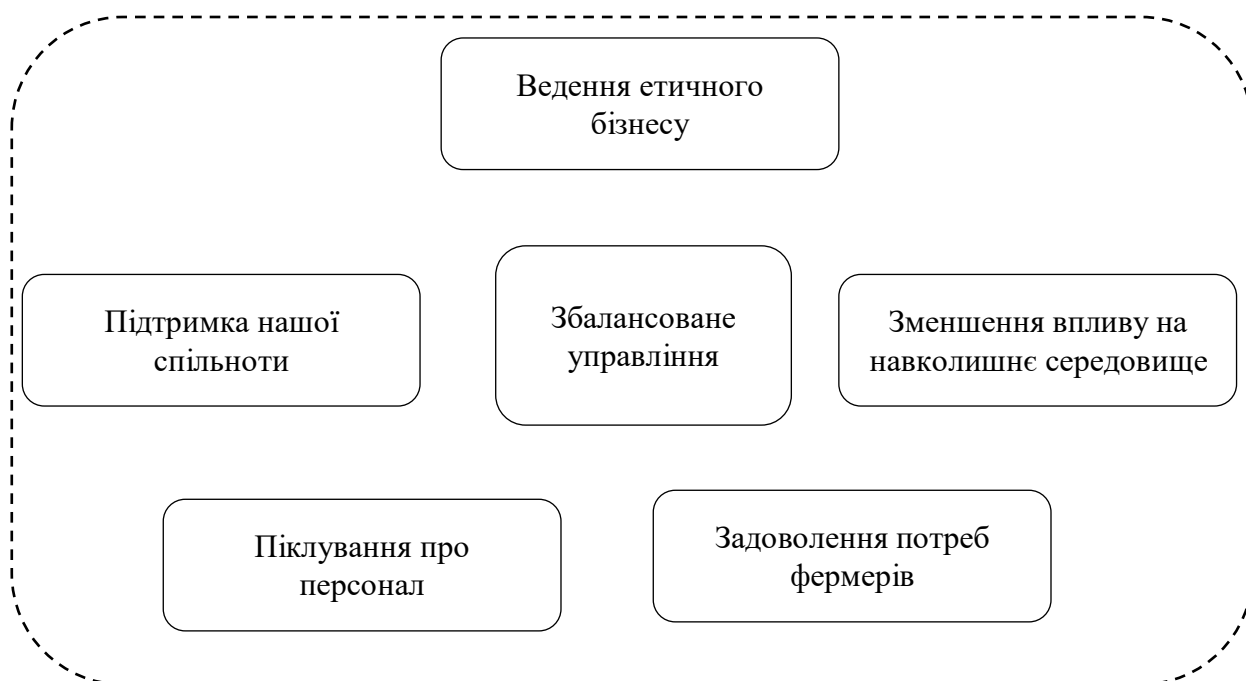 Ведення етичного
бізнесу
Підтримка нашої
спільноти
Збалансоване
управління
Зменшення впливу на
навколишнє середовище
Піклування про
персонал
Задоволення потреб
фермерів